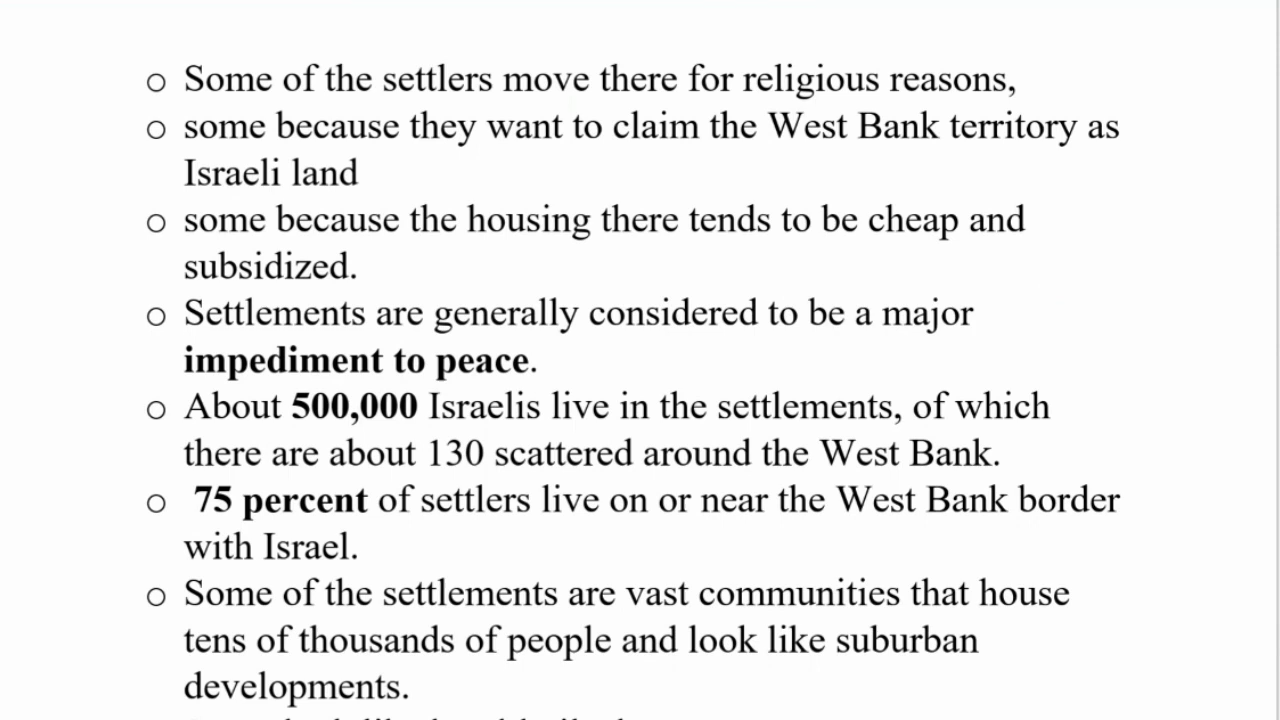 o Some of the settlers move there for religious reasons,
o some because they want to claim the West Bank territory as
Israeli land
o some because the housing there tends to be cheap and
subsidized.
o Settlements are generally considered to be a major
impediment to peace.
o About 500,000 Israelis live in the settlements, of which
there are about 130 scattered around the West Bank.
o 75 percent of settlers live on or near the West Bank border
with Israel.
o Some of the settlements are vast communities that house
tens of thousands of people and look like suburban
developments.